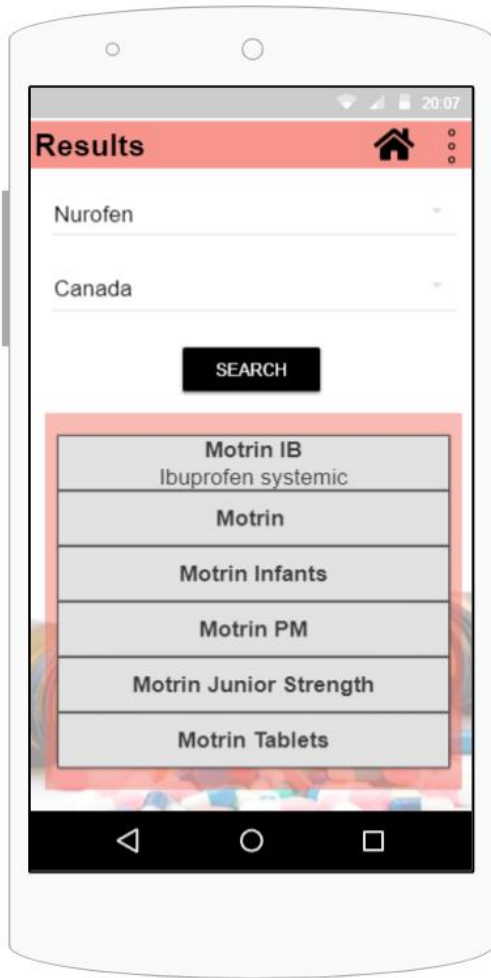 20:07
Results
Nurofen
Canada
SEARCH
Motrin IB
Ibuprofen systemic
Motrin
Motrin Infants
Motrin PM
Motrin Junior Strength
Motrin Tablets